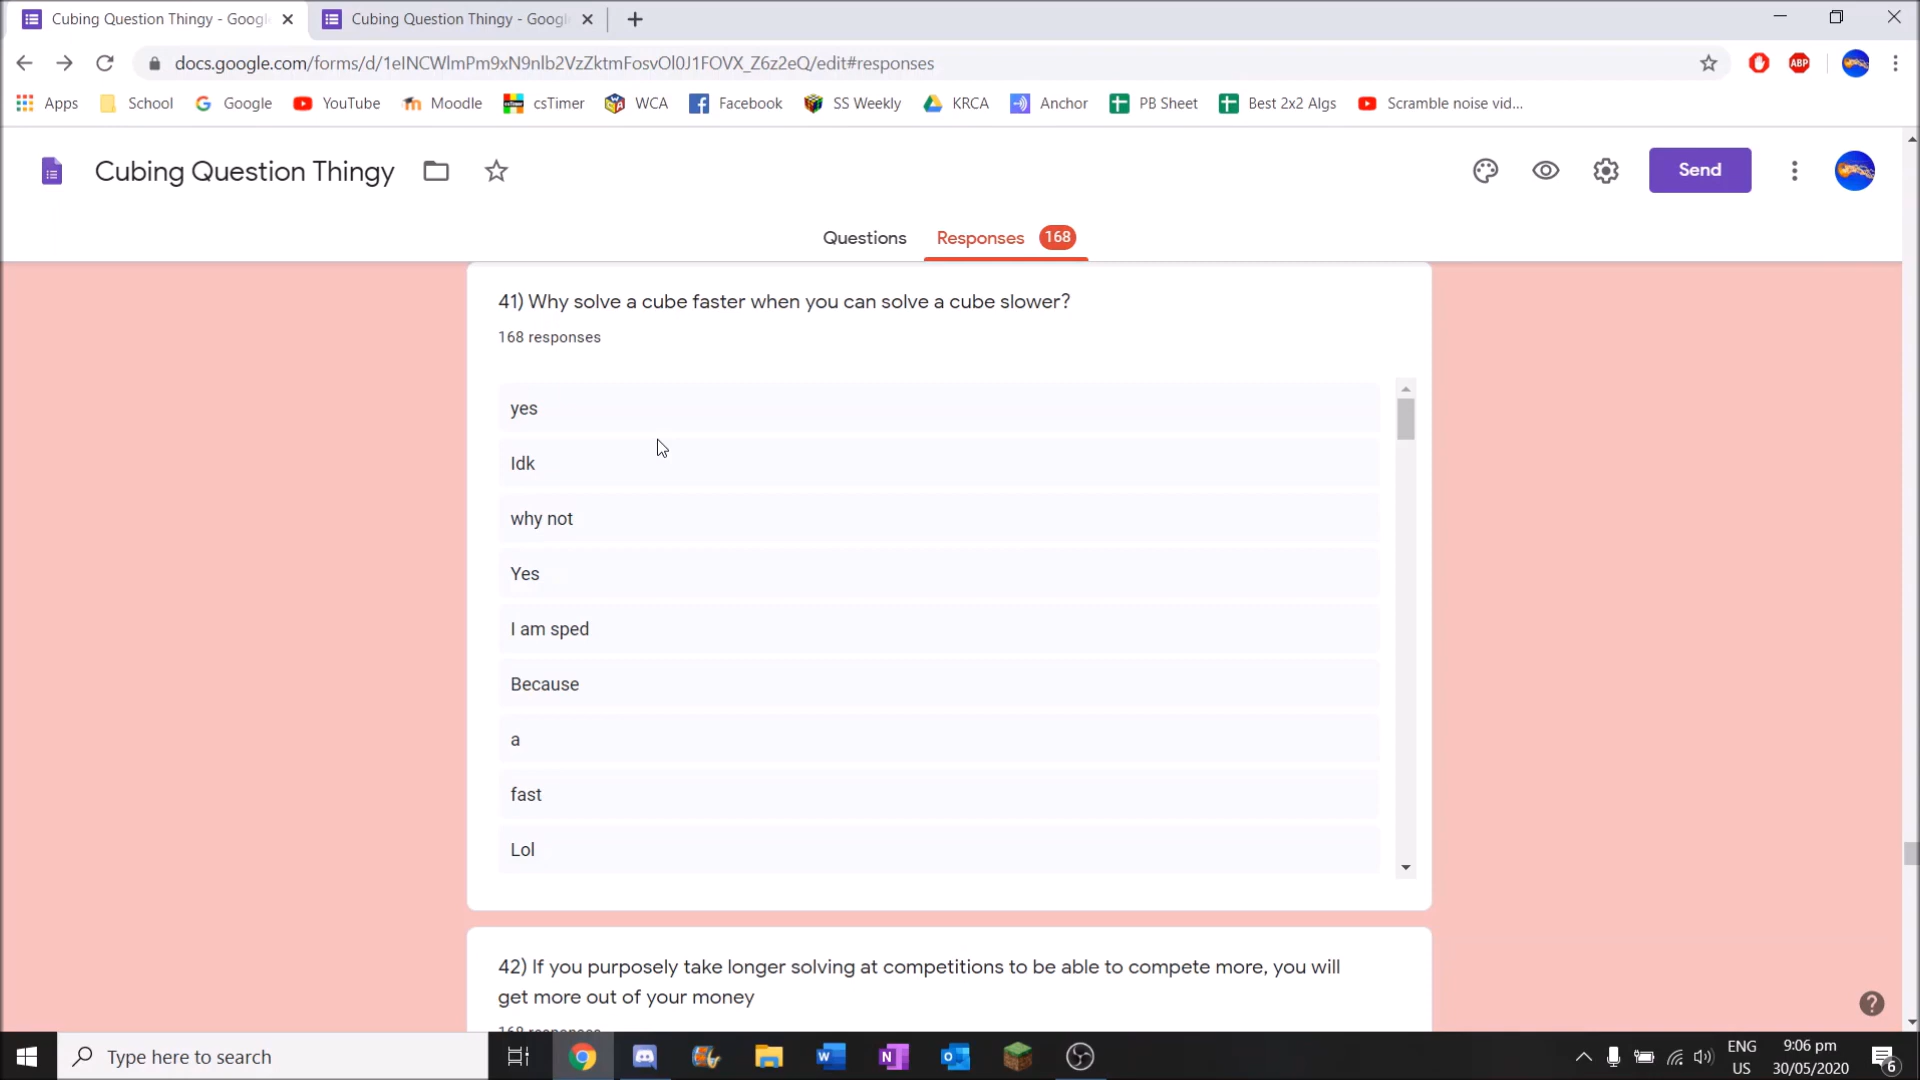 Cubing Question Thingy - Googl
Cubing Question Thingy - Googl
docs.google.com/forms/d/1eINCWlmPm9xN9nlb2VzZktmFosvOl0J1FOVX_Z6z2eQ/edit#responses
ABP
Apps School Google YouTube Moodle csTimer WCA Facebook SS Weekly KRCA Anchor PB Sheet Best 2x2 Algs Scramble noise vid...
Cubing Question Thingy
Send
Questions Responses 168
41) Why solve a cube faster when you can solve a cube slower?
168 responses
yes
Idk
why not
Yes
I am sped
Because
a
fast
Lol
42) If you purposely take longer solving at competitions to be able to compete more, you will
get more out of your money
168 responses
Type here to search
ENG
US
9:06 pm
30/05/2020
6